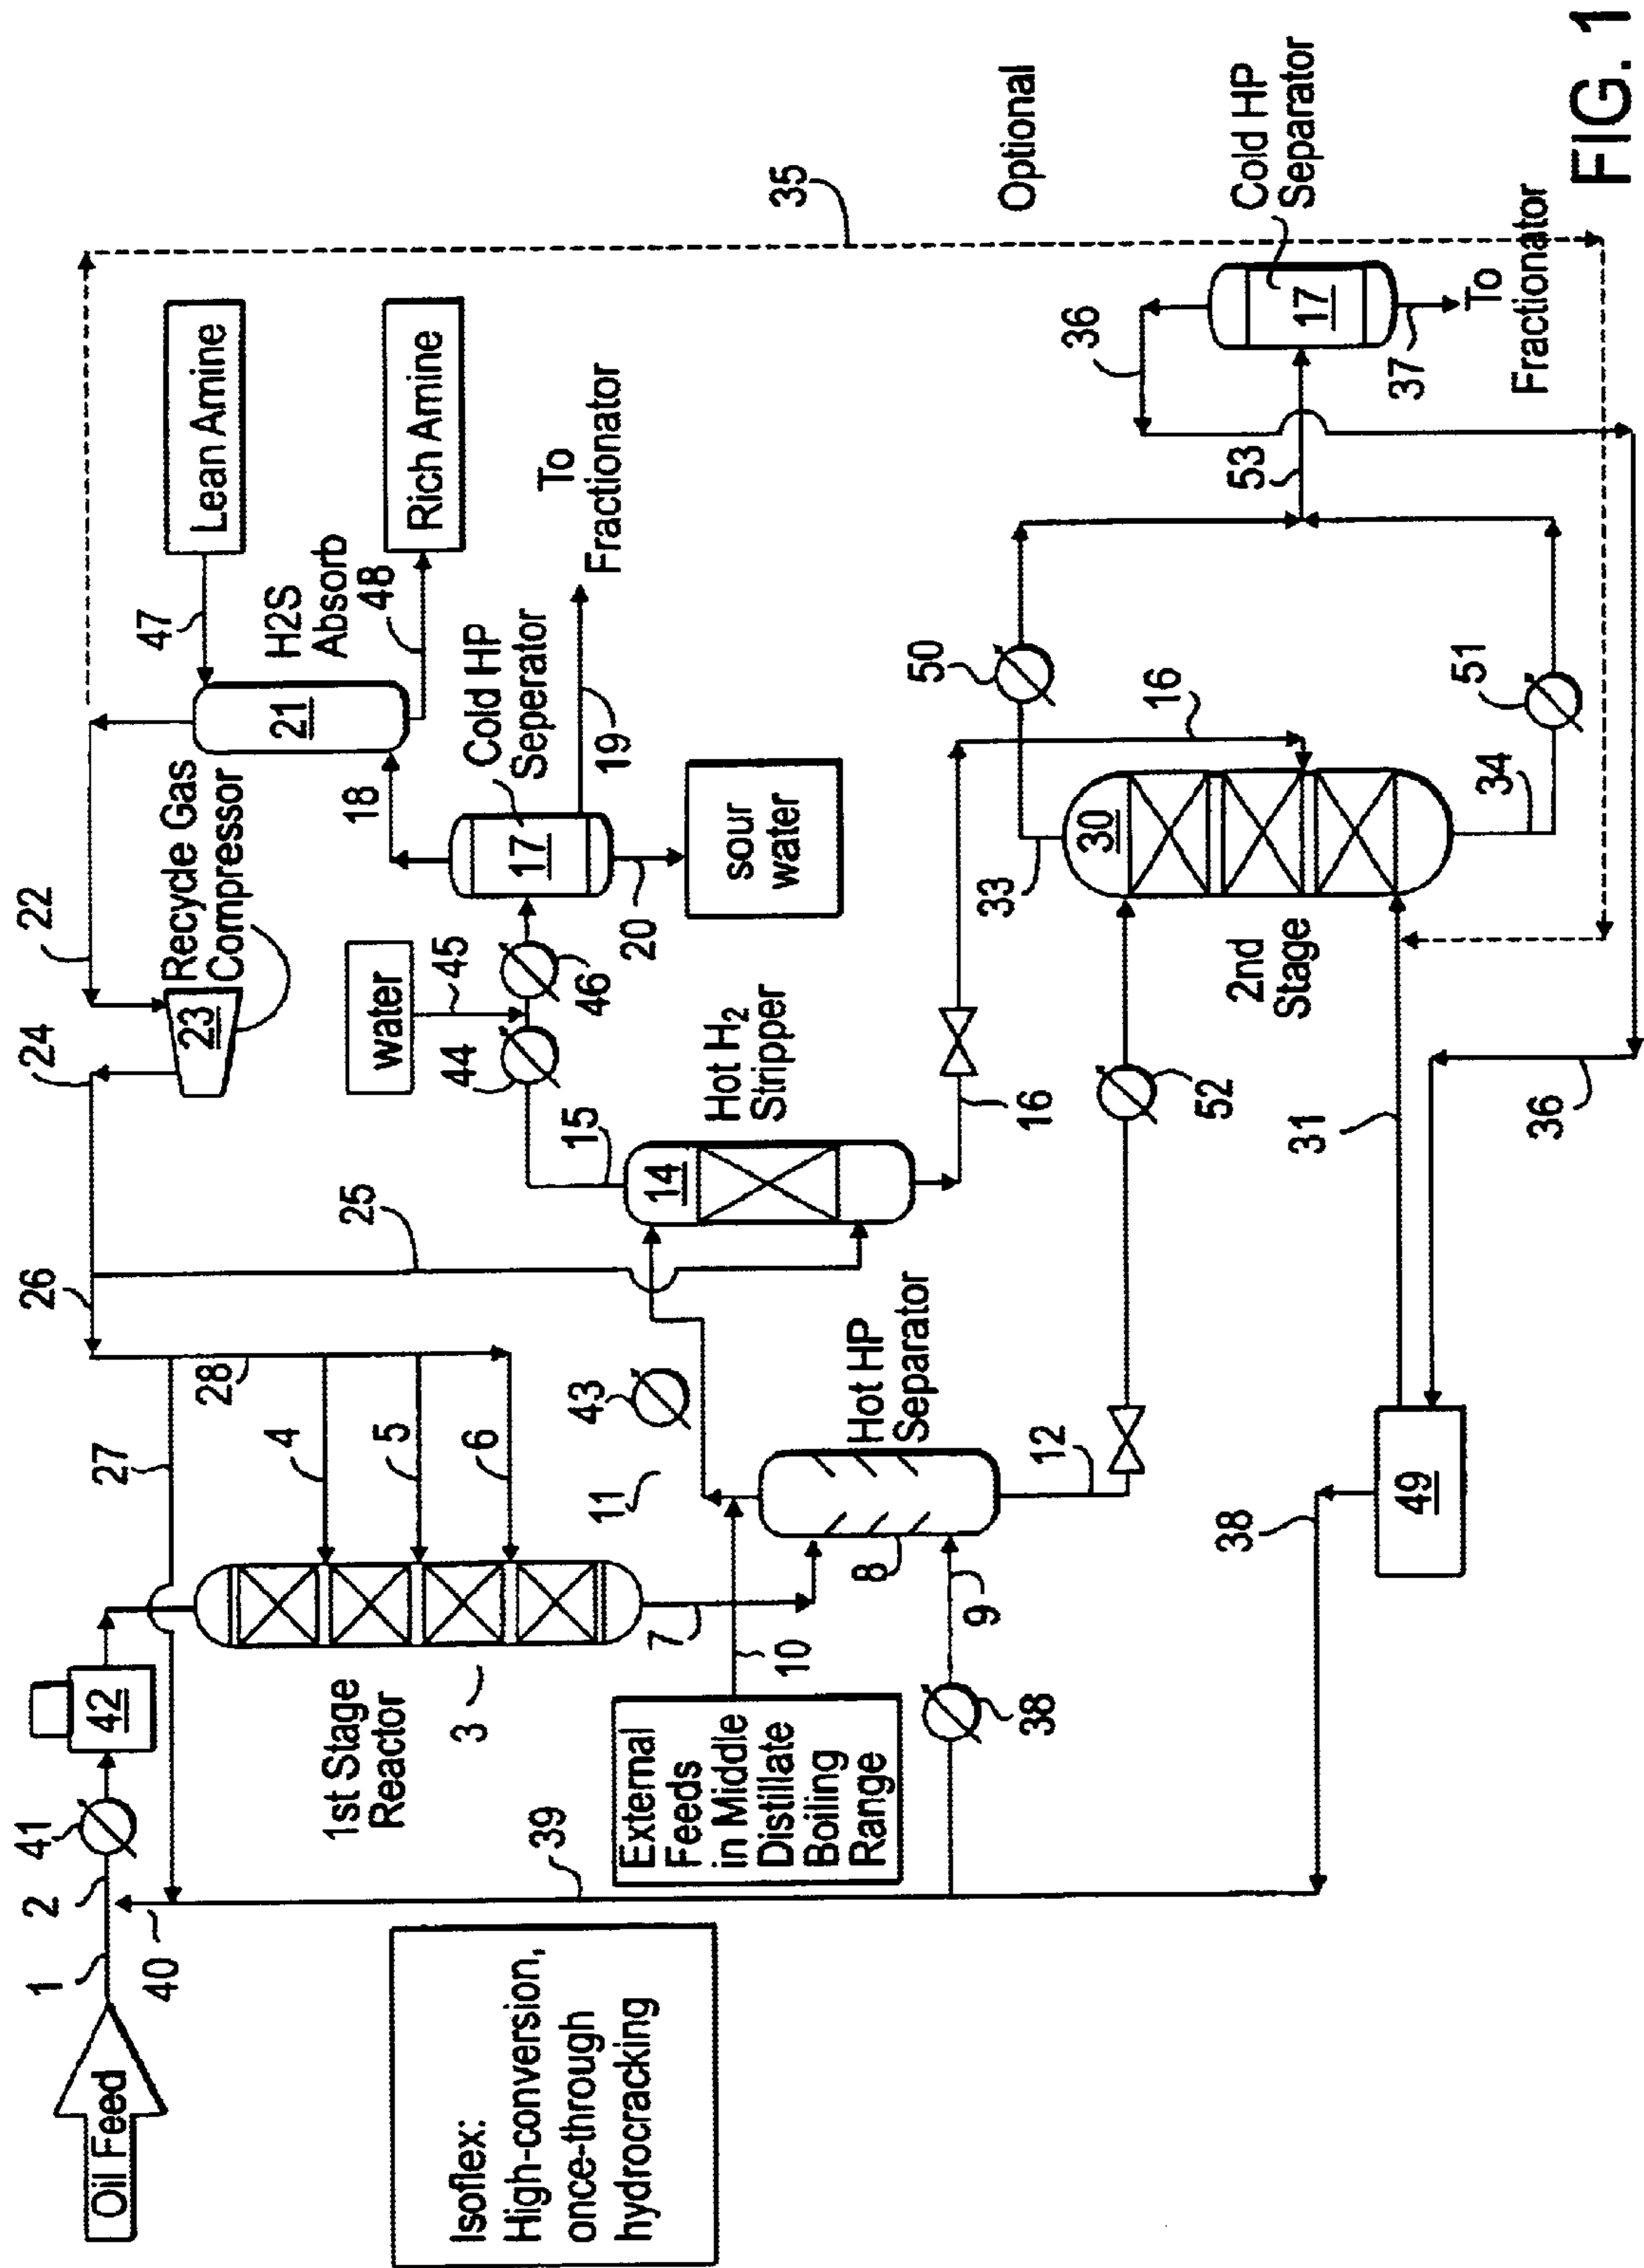 Oil Feed
1
2
40
41
42
27
24
22
26
28
25
4
5
6
1st Stage
Reactor
3
7
Recycle Gas
Compressor
23
47
Lean Amine
H2S
Absorb
21
48
Rich Amine
18
water
45
44
46
15
Cold HP
Seperator
17
19
To
Fractionator
20
sour
water
Hot H2
Stripper
14
16
43
11
10
External
Feeds
in Middle
Distillate
Boiling
Range
39
Hot HP
Separator
8
9
38
12
52
35
Optional
50
16
33
30
2nd
Stage
34
51
53
36
Cold HP
Separator
17
37
To
Fractionator
31
36
38
49
Isoflex:
High-conversion,
once-through
hydrocracking
FIG. 1